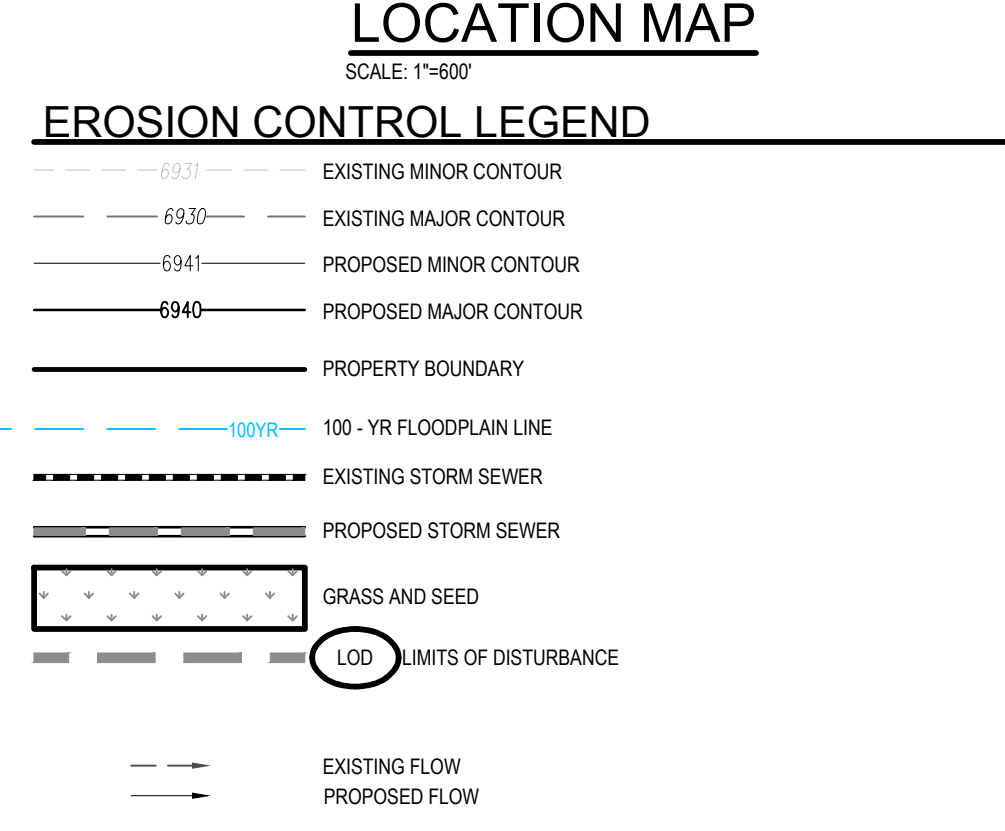 LOCATION MAP
SCALE: 1"=600'
EROSION CONTROL LEGEND
6931 EXISTING MINOR CONTOUR
6930 EXISTING MAJOR CONTOUR
6941 PROPOSED MINOR CONTOUR
6940 PROPOSED MAJOR CONTOUR
PROPERTY BOUNDARY
100YR 100 - YR FLOODPLAIN LINE
EXISTING STORM SEWER
PROPOSED STORM SEWER
GRASS AND SEED
LOD LIMITS OF DISTURBANCE
EXISTING FLOW
PROPOSED FLOW